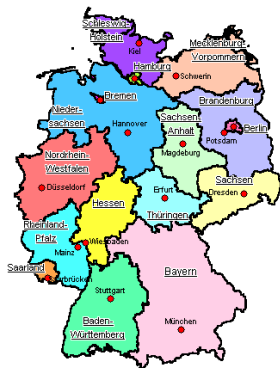 Schleswig-
Holstein
Kiel
Mecklenburg-
Vorpommern
Hamburg
Schwerin
Bremen
Brandenburg
Nieder-
sachsen
Hannover
Sachsen-
Anhalt
Magdeburg
Berlin
Potsdam
Nordrhein-
Westfalen
Düsseldorf
Hessen
Erfurt
Thüringen
Sachsen
Dresden
Rheinland-
Pfalz
Wiesbaden
Mainz
Saarland
Saarbrücken
Stuttgart
Baden-
Württemberg
Bayern
München